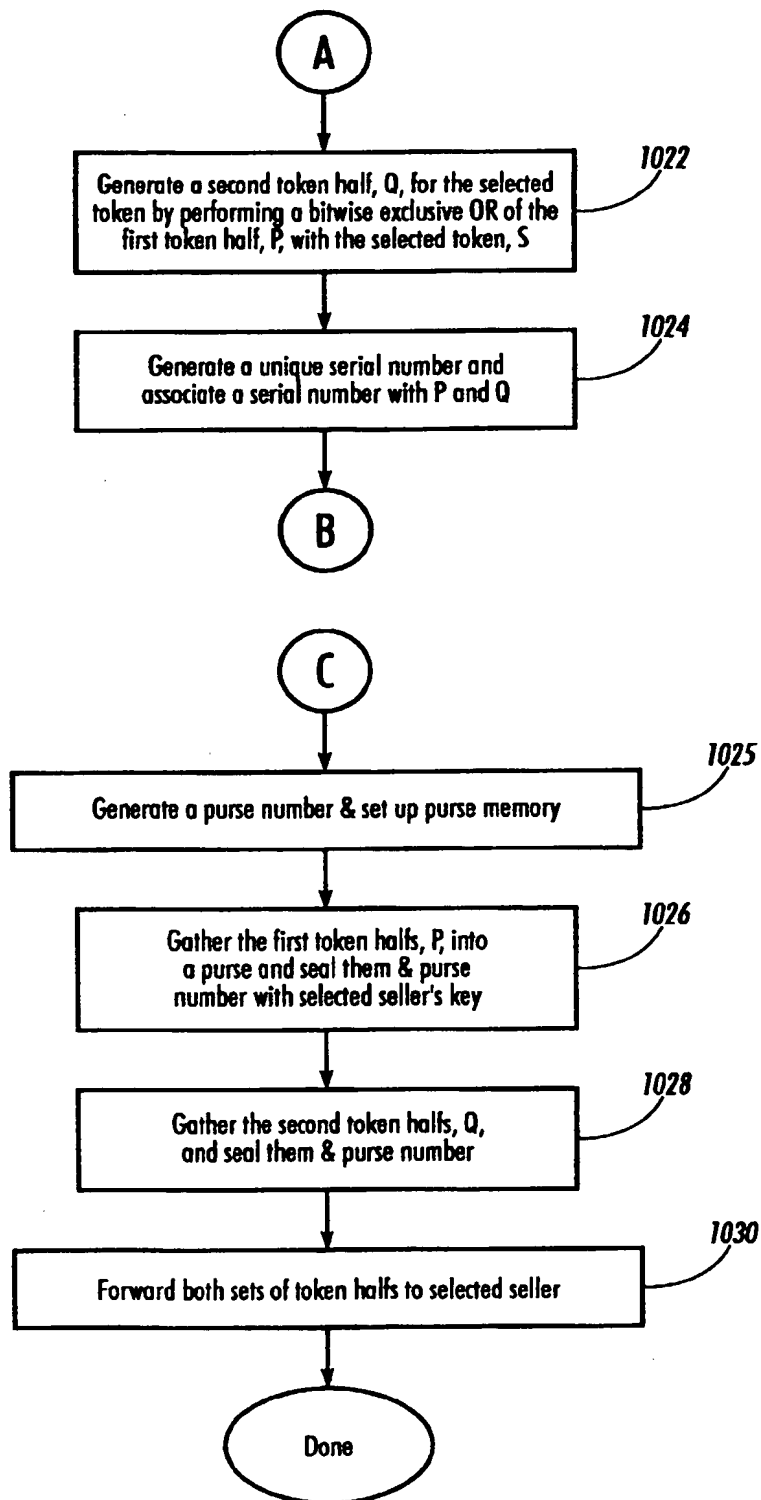 A
1022
Generate a second token half, Q, for the selected
token by performing a bitwise exclusive OR of the
first token half, P, with the selected token, S
1024
Generate a unique serial number and
associate a serial number with P and Q
B
C
1025
Generate a purse number & set up purse memory
1026
Gather the first token halfs, P, into
a purse and seal them & purse
number with selected seller's key
1028
Gather the second token halfs, Q,
and seal them & purse number
1030
Forward both sets of token halfs to selected seller
Done